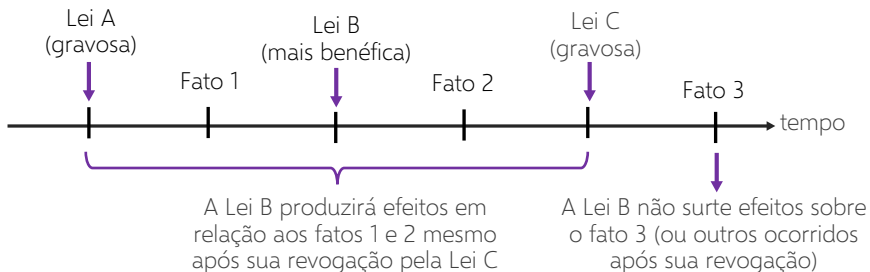 Lei A
(gravosa)
Lei B
(mais benéfica)
Lei C
(gravosa)
Fato 1
Fato 2
Fato 3
tempo
A Lei B produzirá efeitos em
relação aos fatos 1 e 2 mesmo
após sua revogação pela Lei C
A Lei B não surte efeitos sobre
o fato 3 (ou outros ocorridos
após sua revogação)